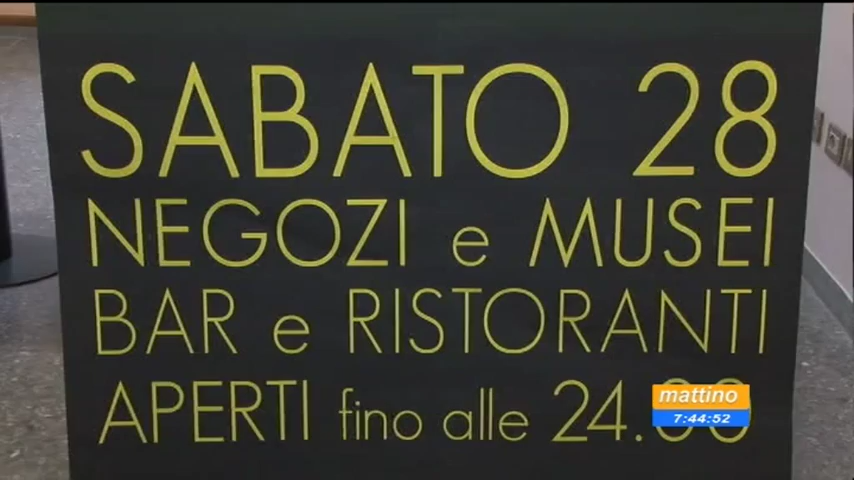 SABATO 28
NEGOZI e MUSEI
BAR e RISTORANTI
APERTI fino alle 24.00
mattino
7:44:52